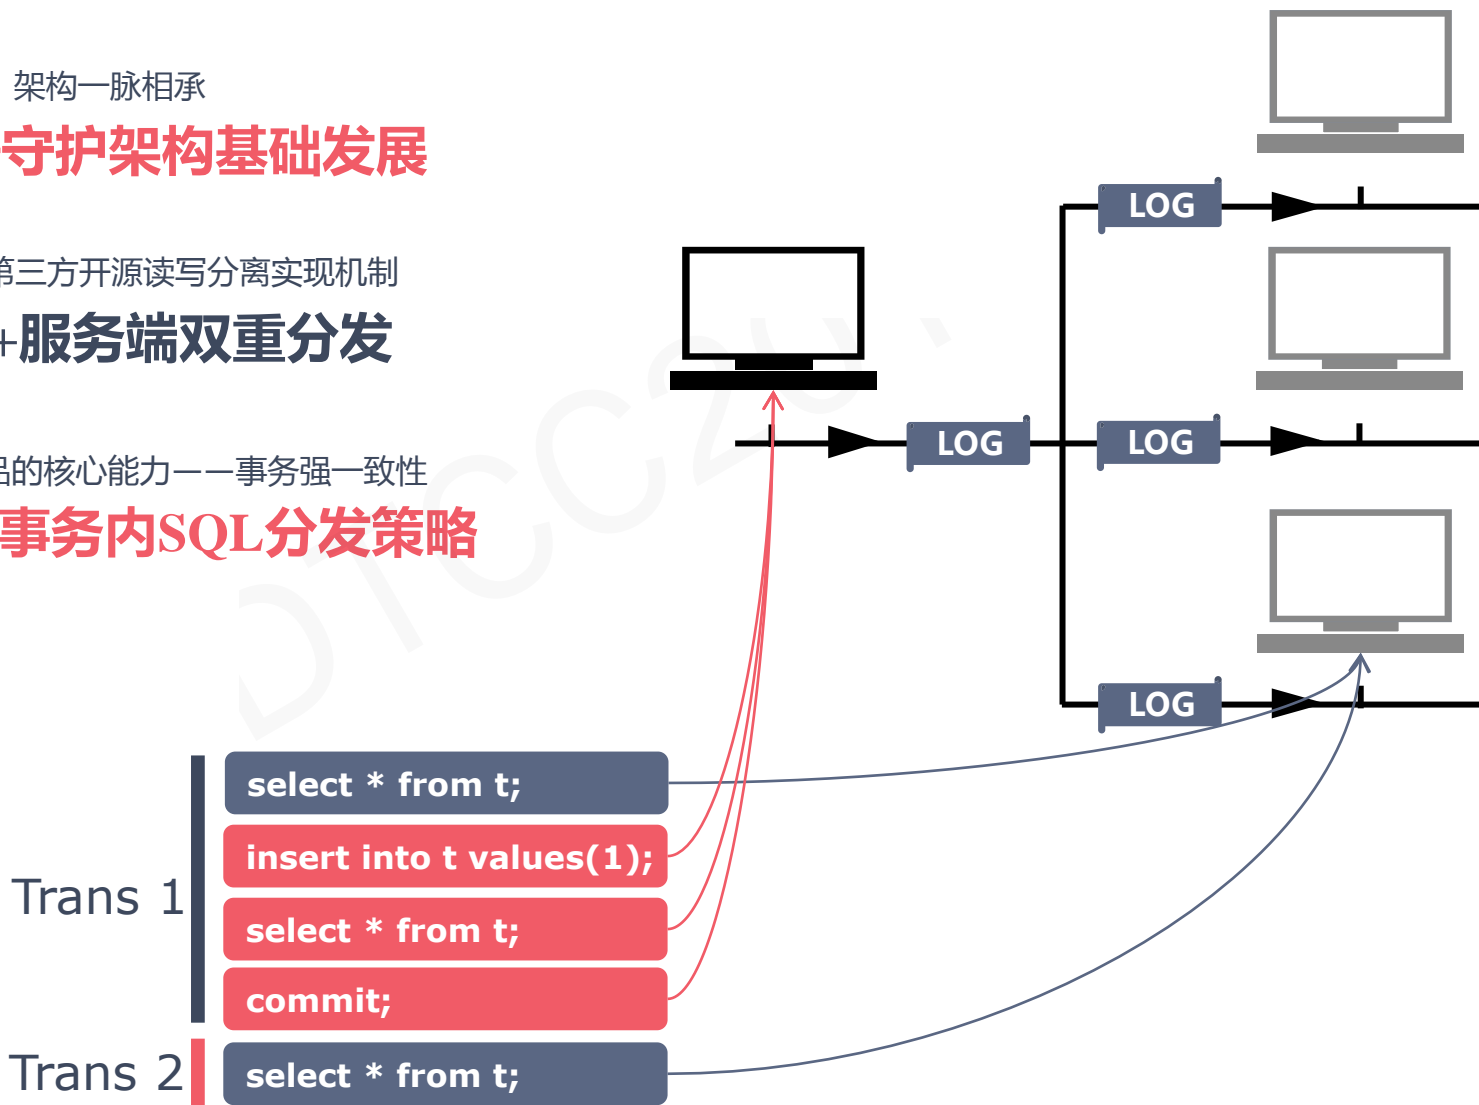 架构一脉相承
守护架构基础发展
第三方开源读写分离实现机制
+服务端双重分发
品的核心能力——事务强一致性
事务内SQL分发策略
LOG
LOG
LOG
LOG
Trans 1
select * from t;
insert into t values(1);
select * from t;
commit;
Trans 2
select * from t;